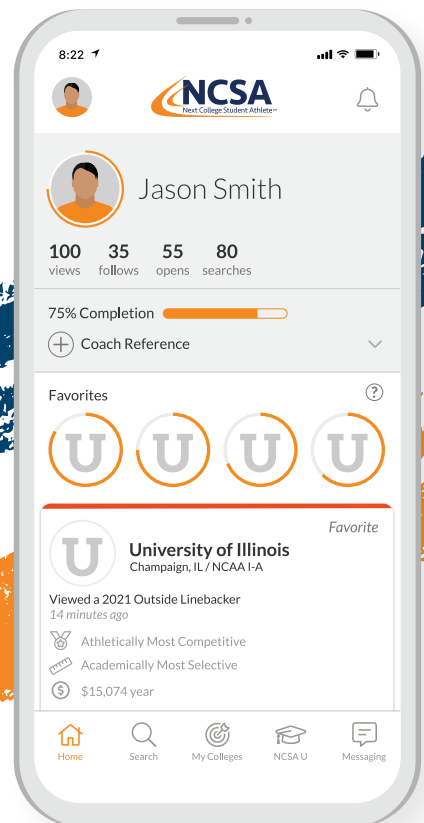 8:22
NCSA
Next College Student Athlete™
Jason Smith
100 35 55 80
views follows opens searches
75% Completion
Coach Reference
Favorites ?
U U U U
Favorite
U
University of Illinois
Champaign, IL / NCAA I-A
Viewed a 2021 Outside Linebacker
14 minutes ago
Athletically Most Competitive
Academically Most Selective
$ $15,074 year
Home Search My Colleges NCSA U Messaging